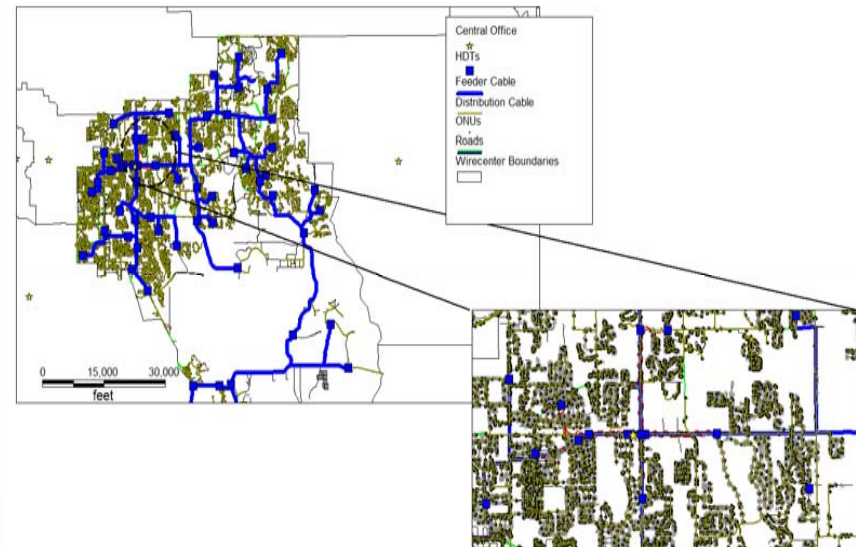 Central Office
HDTs
Feeder Cable
Distribution Cable
ONUs
Roads
Wirecenter Boundaries
0 15,000 30,000
feet